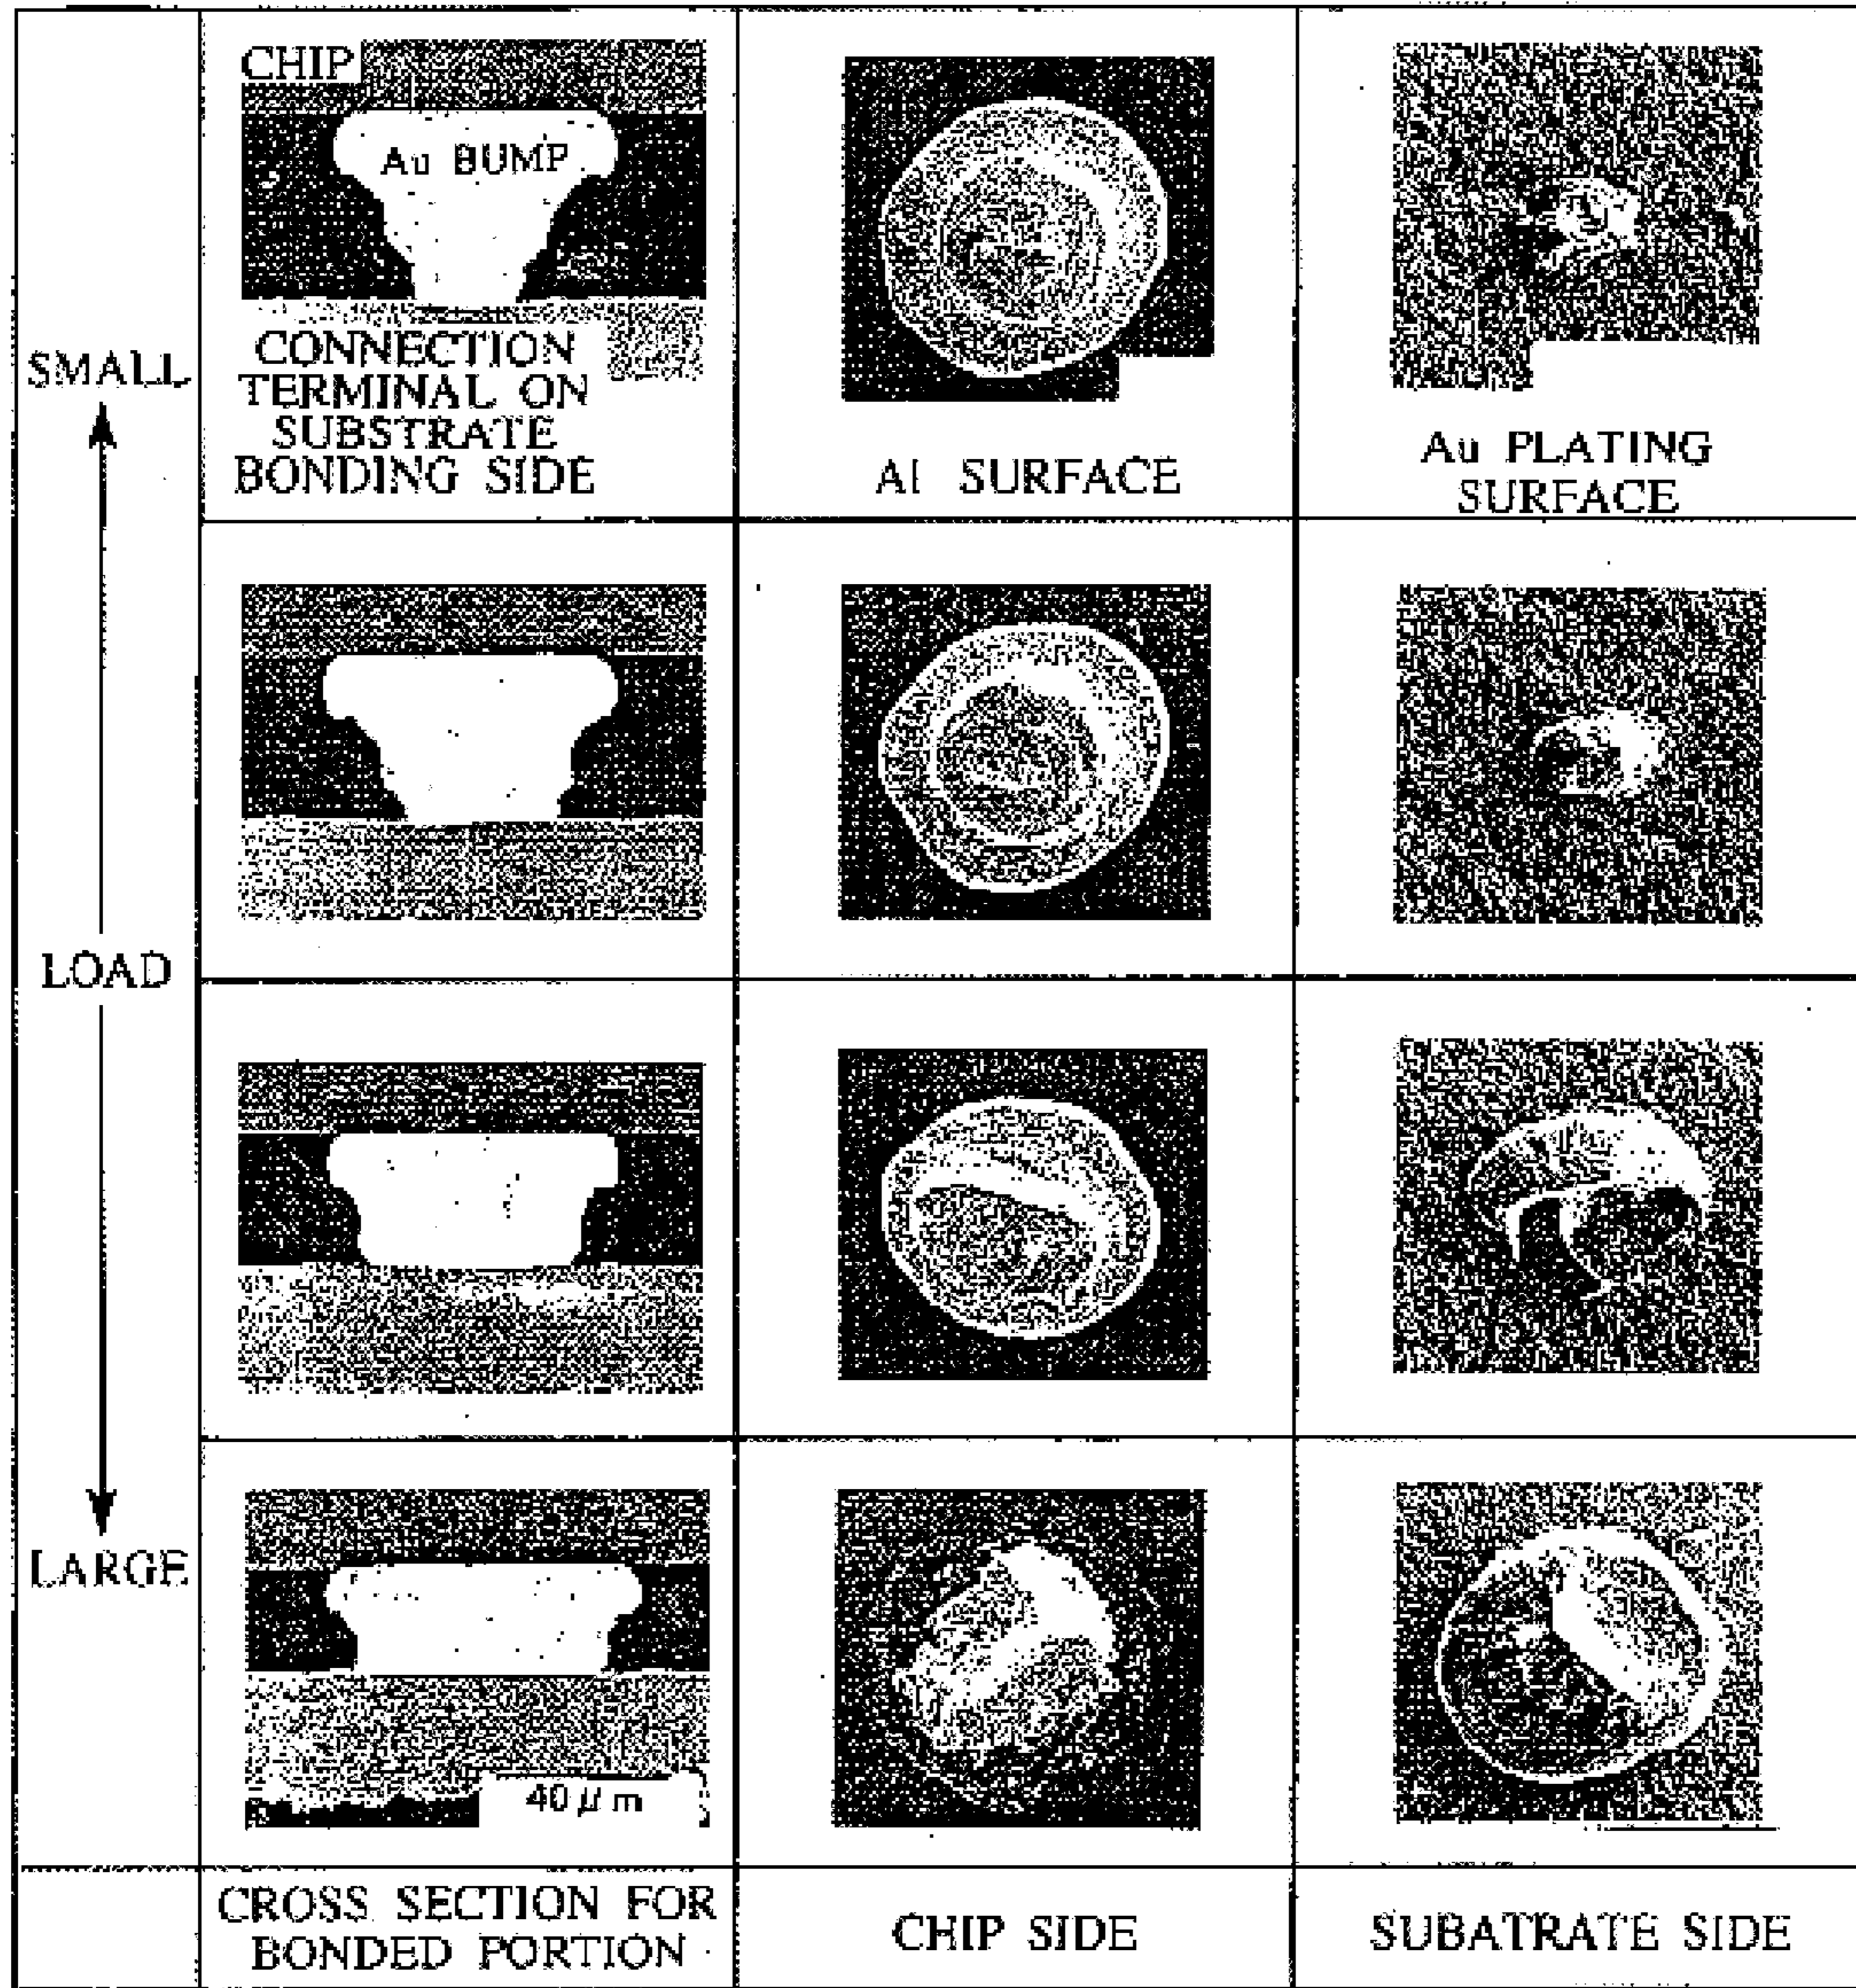 CHIP
Au BUMP
CONNECTION
TERMINAL ON
SUBSTRATE
BONDING SIDE
Al SURFACE
Au PLATING
SURFACE
SMALL
LOAD
LARGE
40 μm
CROSS SECTION FOR
BONDED PORTION
CHIP SIDE
SUBATRATE SIDE